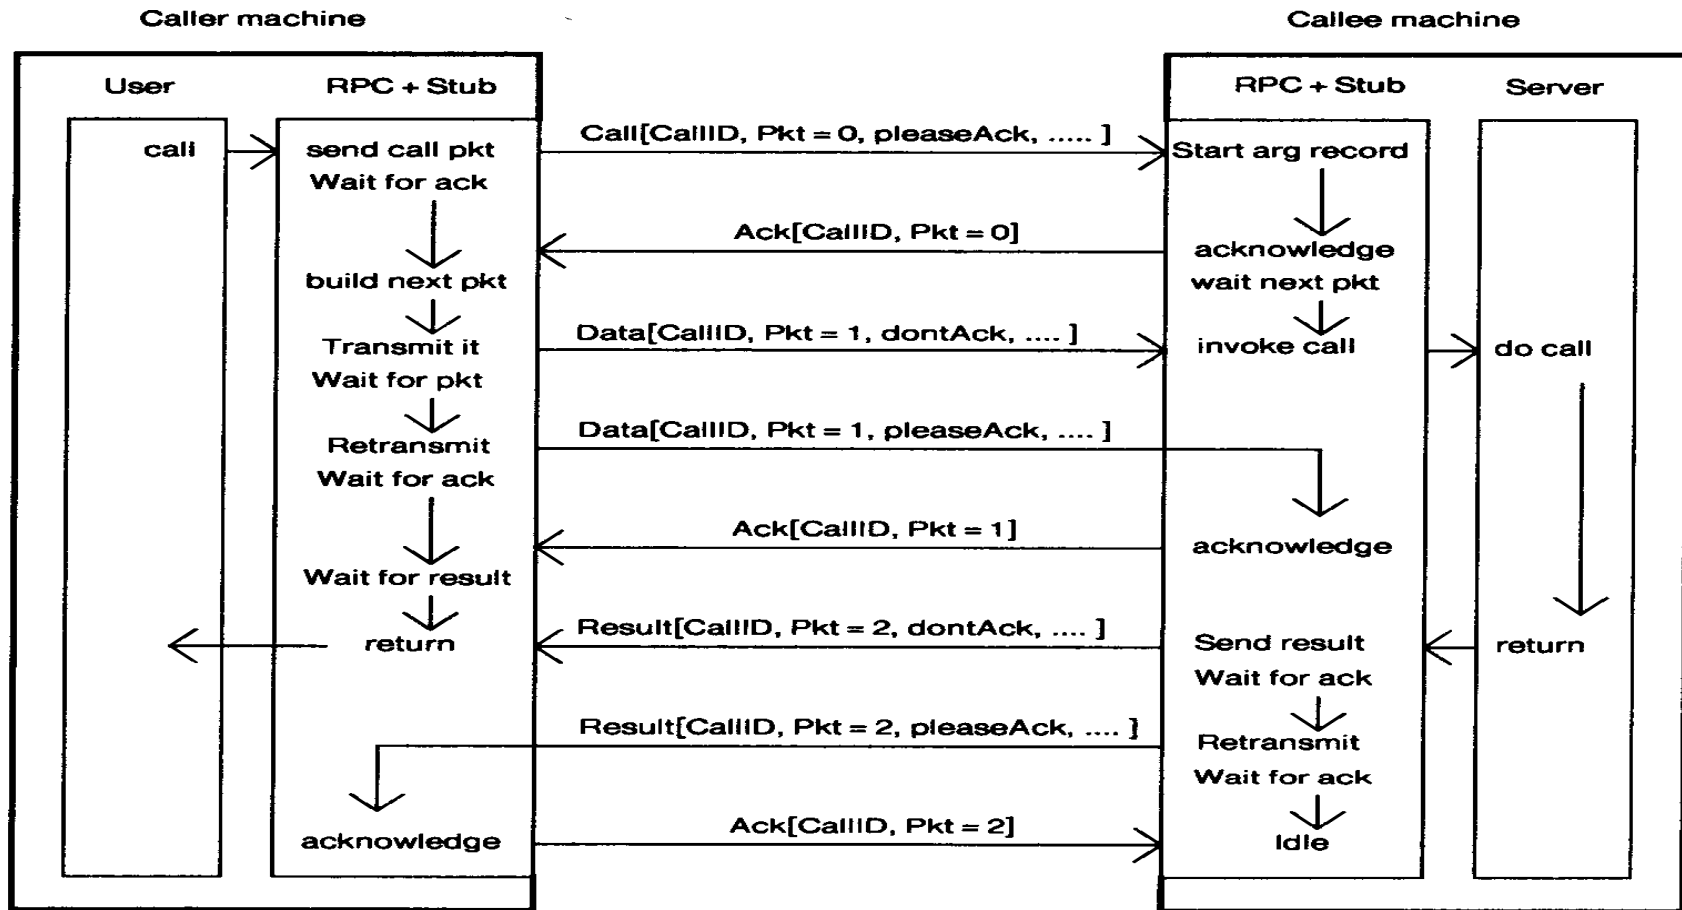 Caller machine
Callee machine
User
RPC + Stub
RPC + Stub
Server
call
send call pkt
Wait for ack
Call[CallID, Pkt = 0, pleaseAck, ..... ]
Start arg record
Ack[CallID, Pkt = 0]
acknowledge
wait next pkt
build next pkt
Transmit it
Wait for pkt
Data[CallID, Pkt = 1, dontAck, .... ]
invoke call
do call
Retransmit
Wait for ack
Data[CallID, Pkt = 1, pleaseAck, .... ]
Ack[CallID, Pkt = 1]
acknowledge
Wait for result
return
Result[CallID, Pkt = 2, dontAck, .... ]
Send result
Wait for ack
return
Result[CallID, Pkt = 2, pleaseAck, .... ]
Retransmit
Wait for ack
acknowledge
Ack[CallID, Pkt = 2]
Idle